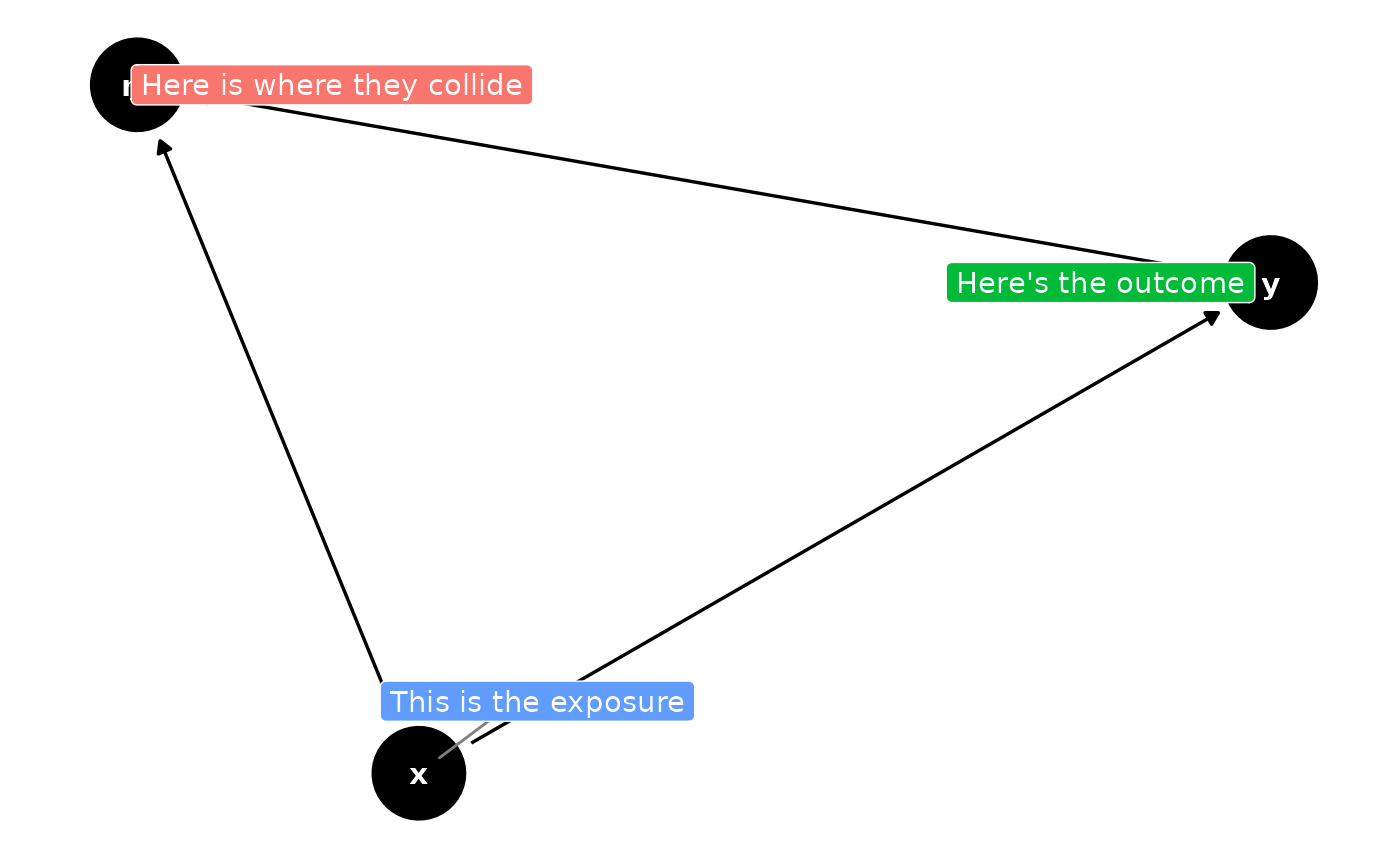 Here is where they collide
Here's the outcome
y
This is the exposure
x